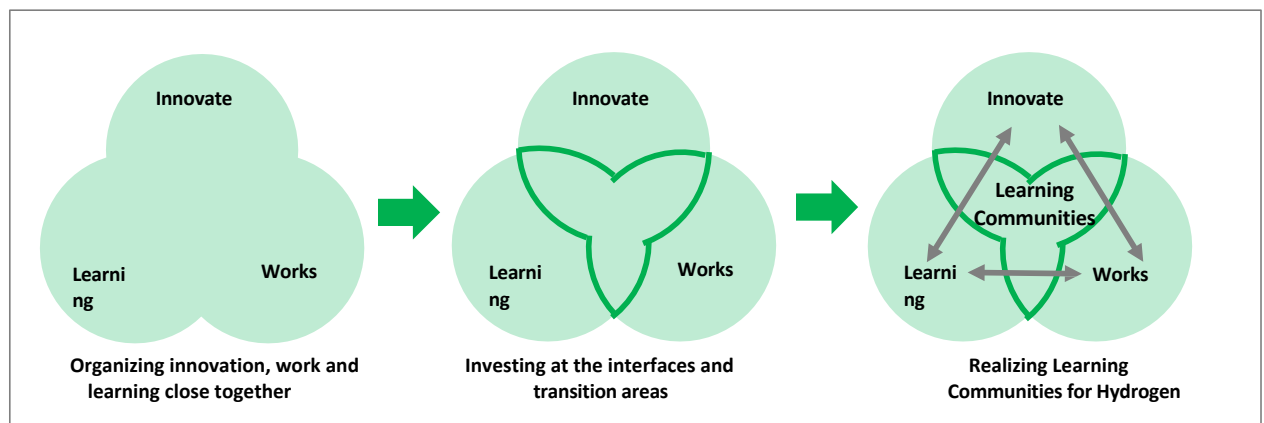 Innovate
Learni
ng
Works
Organizing innovation, work and
learning close together
Innovate
Learni
ng
Works
Investing at the interfaces and
transition areas
Innovate
Learning
Communities
Learni
ng
Works
Realizing Learning
Communities for Hydrogen